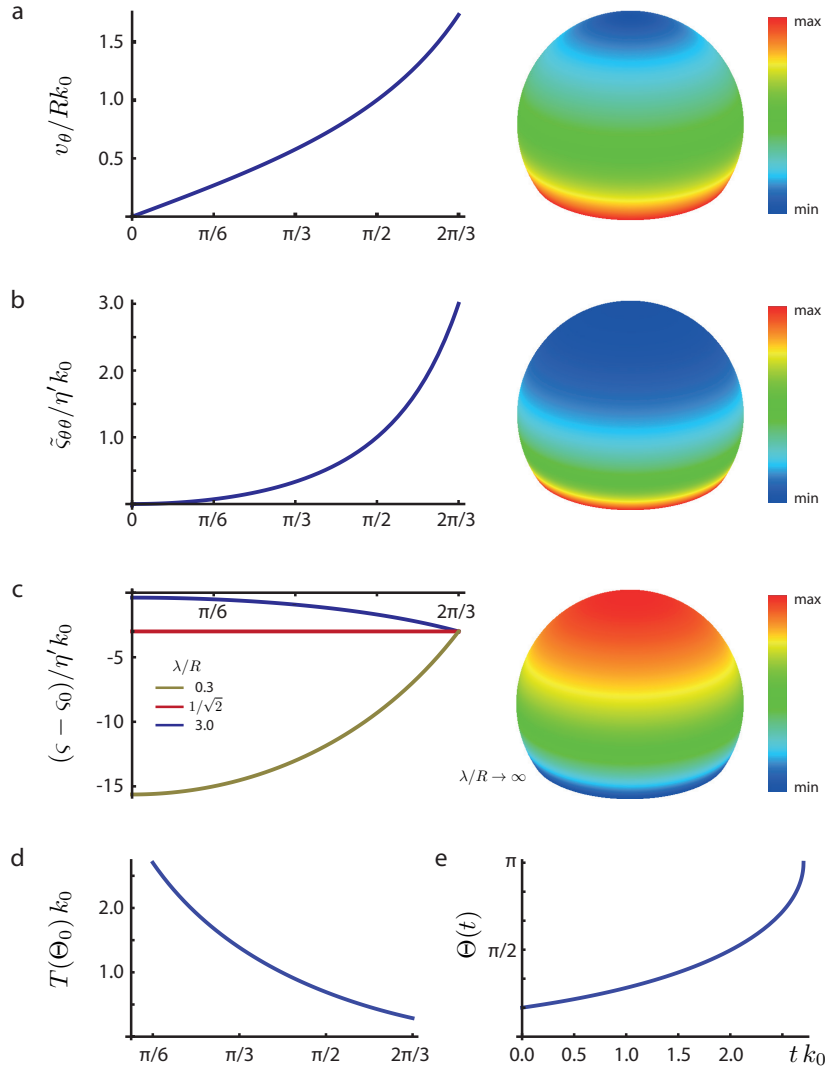 a
v_θ/Rk_0
1.5
1.0
0.5
0
π/6
π/3
π/2
2π/3
max
min
b
ς̃_θθ/η′k_0
3.0
2.0
1.0
0
π/6
π/3
π/2
2π/3
max
min
c
(ς − ς_0)/η′k_0
π/6
2π/3
-5
-10
-15
λ/R
0.3
1/√2
3.0
λ/R → ∞
max
min
d
T(Θ_0) k_0
2.0
1.0
π/6
π/3
π/2
2π/3
e
Θ(t)
π
π/2
0.0
0.5
1.0
1.5
2.0
t k_0